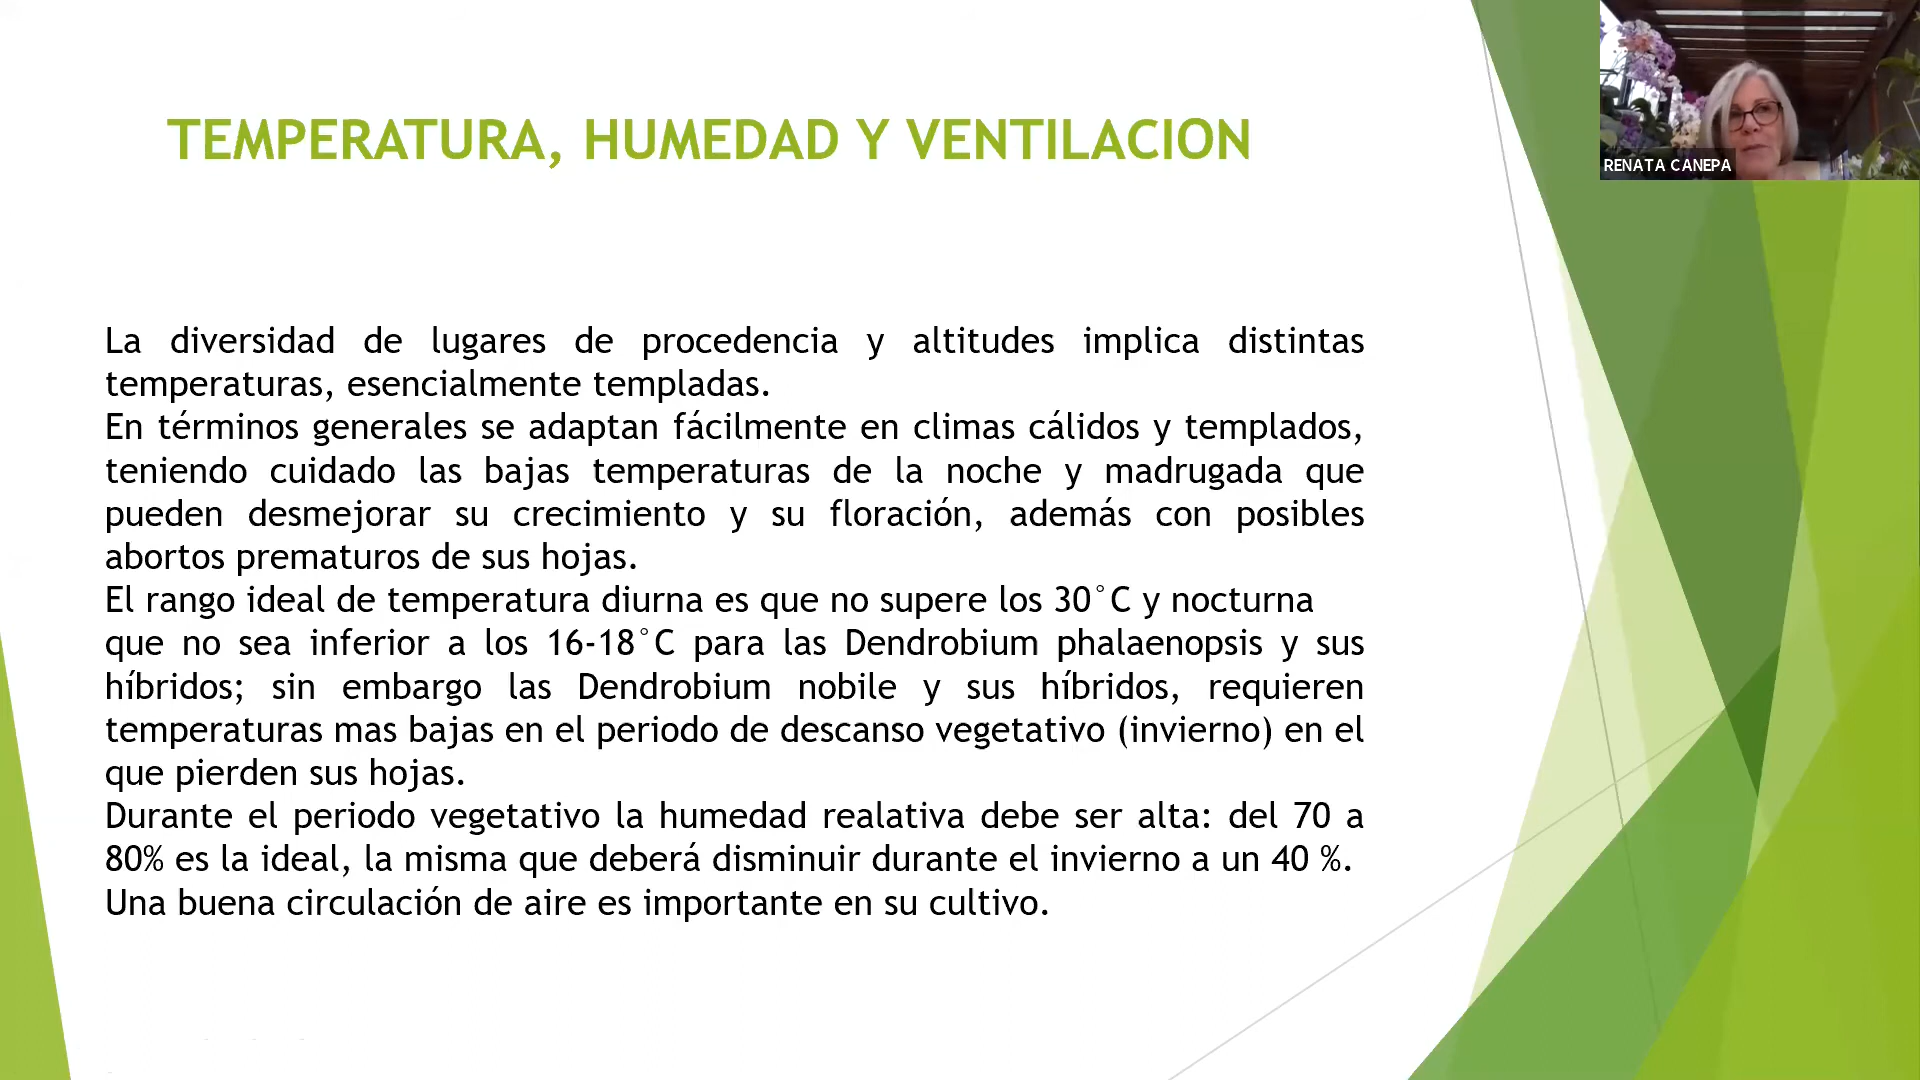 TEMPERATURA, HUMEDAD Y VENTILACION
RENATA CANEPA
La diversidad de lugares de procedencia y altitudes implica distintas
temperaturas, esencialmente templadas.
En términos generales se adaptan fácilmente en climas cálidos y templados,
teniendo cuidado las bajas temperaturas de la noche y madrugada que
pueden desmejorar su crecimiento y su floración, además con posibles
abortos prematuros de sus hojas.
El rango ideal de temperatura diurna es que no supere los 30°C y nocturna
que no sea inferior a los 16-18°C para las Dendrobium phalaenopsis y sus
híbridos; sin embargo las Dendrobium nobile y sus híbridos, requieren
temperaturas mas bajas en el periodo de descanso vegetativo (invierno) en el
que pierden sus hojas.
Durante el periodo vegetativo la humedad realativa debe ser alta: del 70 a
80% es la ideal, la misma que deberá disminuir durante el invierno a un 40 %.
Una buena circulación de aire es importante en su cultivo.